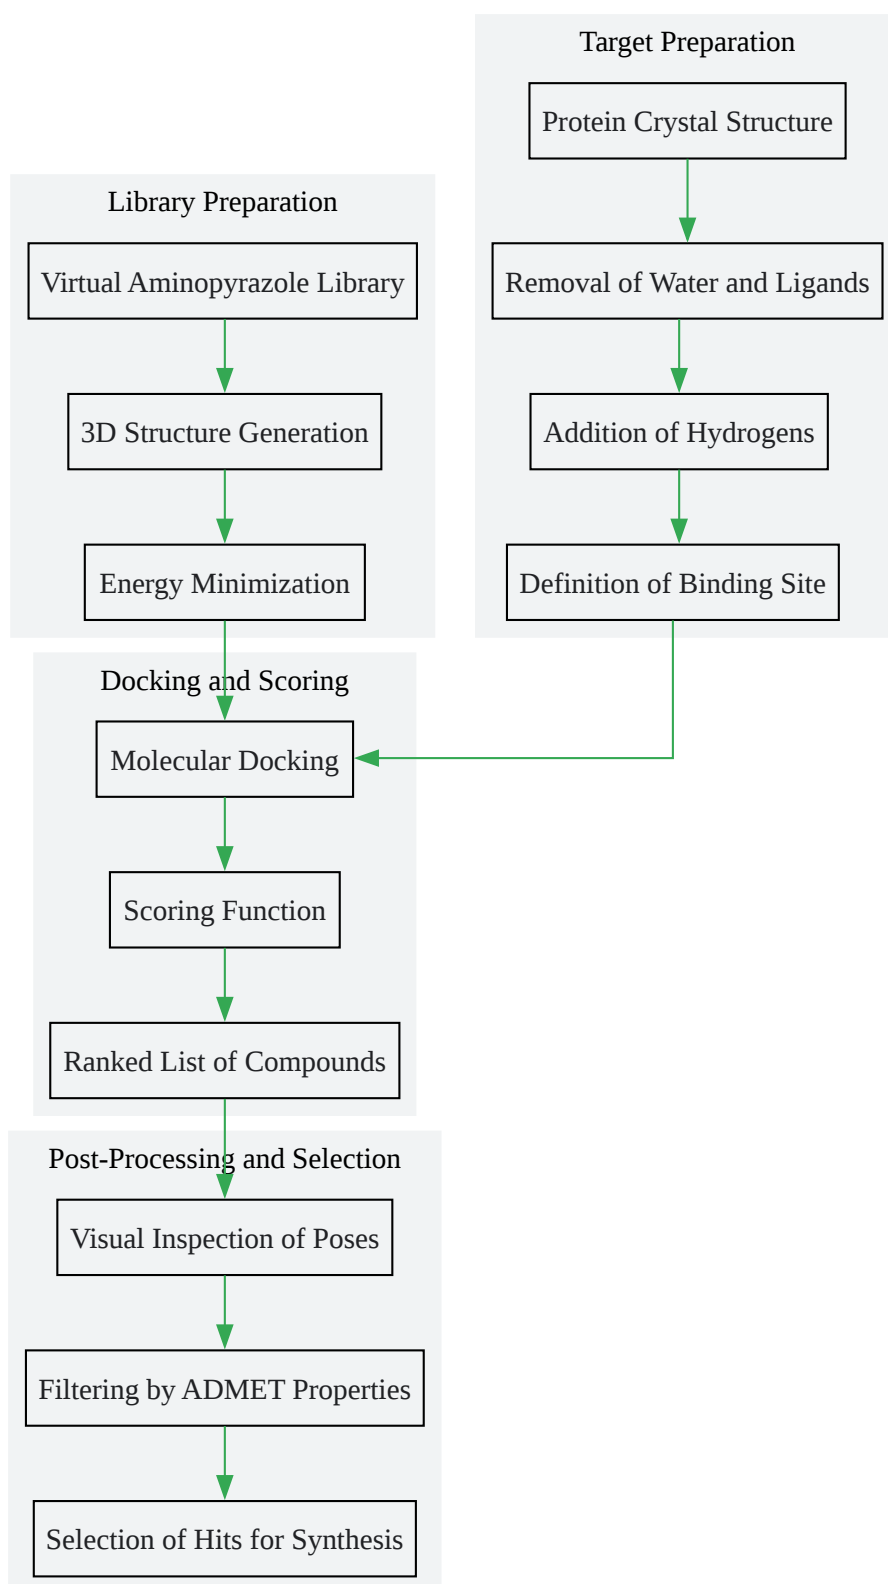 Target Preparation
Protein Crystal Structure
Removal of Water and Ligands
Addition of Hydrogens
Definition of Binding Site
Library Preparation
Virtual Aminopyrazole Library
3D Structure Generation
Energy Minimization
Docking and Scoring
Molecular Docking
Scoring Function
Ranked List of Compounds
Post-Processing and Selection
Visual Inspection of Poses
Filtering by ADMET Properties
Selection of Hits for Synthesis